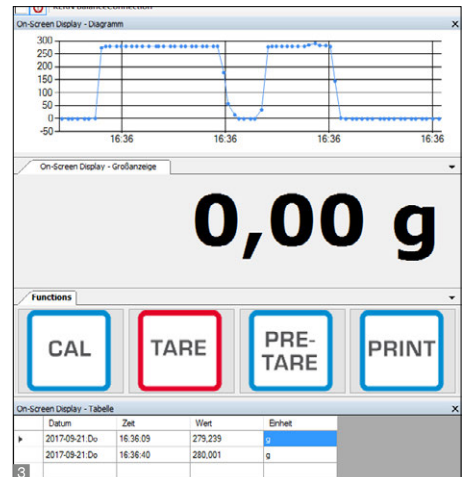 KERN BalanceConnection
On-Screen Display - Diagramm X
300
250
200
150
100
50
0
-50
16:36 16:36 16:36 16:36
On-Screen Display - Großanzeige
0,00 g
Functions
CAL
TARE
PRE-
TARE
PRINT
On-Screen Display - Tabelle X
Datum Zeit Wert Einheit
2017-09-21:Do 16:36:09 279,239 g
2017-09-21:Do 16:36:40 280,001 g
3